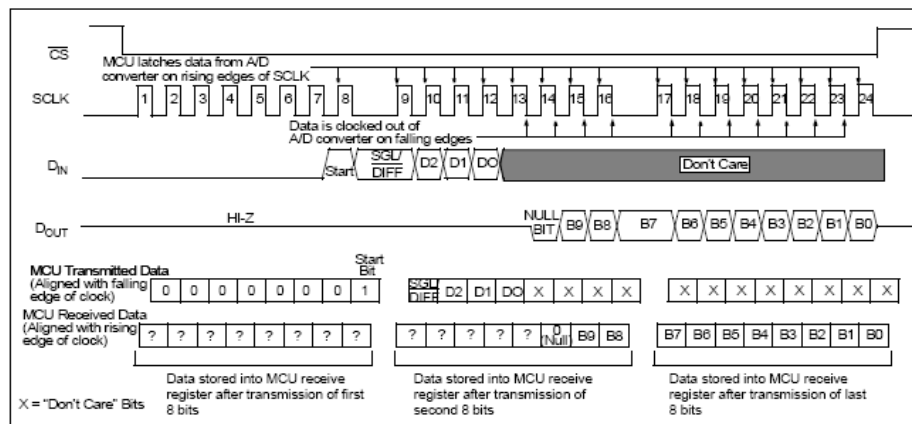 CS
MCU latches data from A/D
converter on rising edges of SCLK
SCLK
1 2 3 4 5 6 7 8 9 10 11 12 13 14 15 16 17 18 19 20 21 22 23 24
Data is clocked out of
A/D converter on falling edges
DIN
Start SGL/DIFF D2 D1 DO Don't Care
HI-Z
DOUT
NULL BIT B9 B8 B7 B6 B5 B4 B3 B2 B1 B0
Start
Bit
MCU Transmitted Data
(Aligned with falling
edge of clock)
0 0 0 0 0 0 0 1 SGL/DIFF D2 D1 DO X X X X X X X X X X X X
MCU Received Data
(Aligned with rising
edge of clock)
? ? ? ? ? ? ? ? ? ? ? ? ? 0 (Null) B9 B8 B7 B6 B5 B4 B3 B2 B1 B0
Data stored into MCU receive
register after transmission of first
8 bits
Data stored into MCU receive
register after transmission of
second 8 bits
Data stored into MCU receive
register after transmission of last
8 bits
X = "Don't Care" Bits